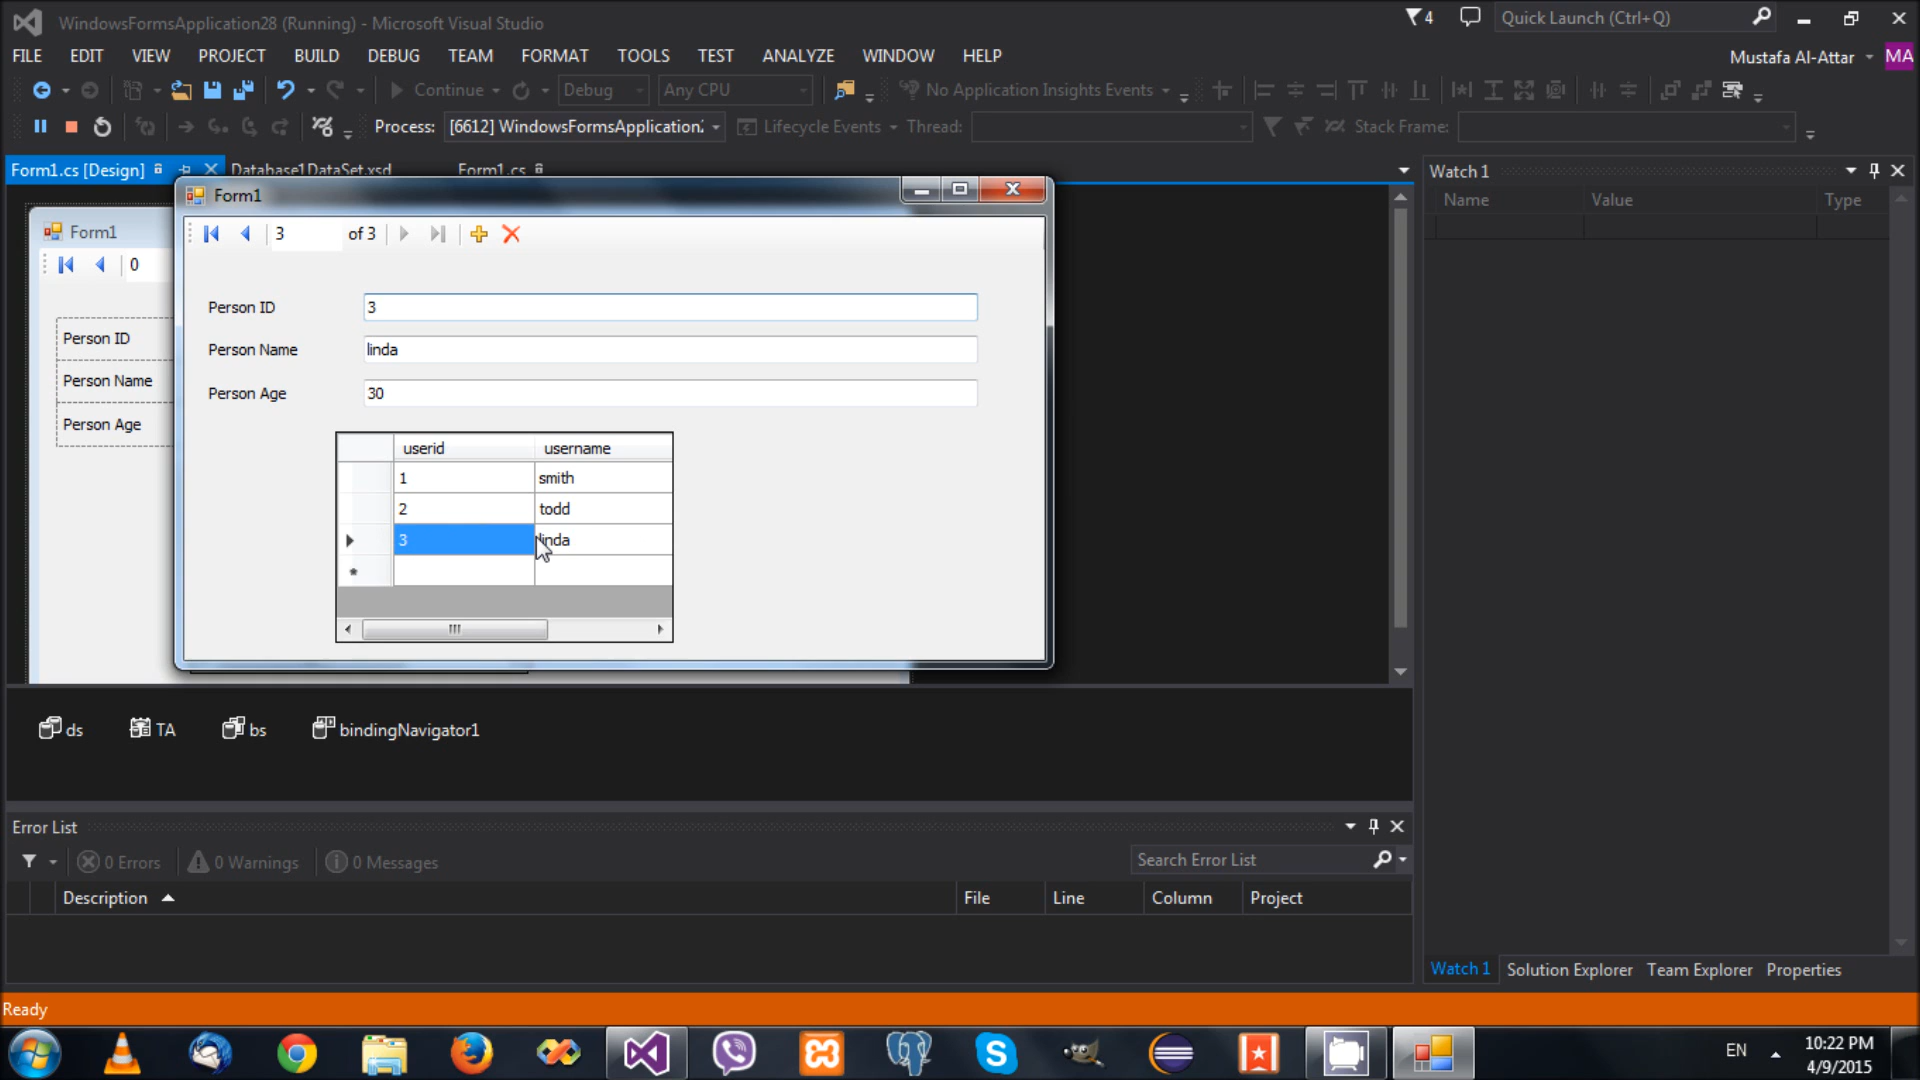 WindowsFormsApplication28 (Running) - Microsoft Visual Studio
4
Quick Launch (Ctrl+Q)
FILE EDIT VIEW PROJECT BUILD DEBUG TEAM FORMAT TOOLS TEST ANALYZE WINDOW HELP
Mustafa Al-Attar MA
Continue Debug Any CPU No Application Insights Events
Process: [6612] WindowsFormsApplication Lifecycle Events Thread: Stack Frame:
Form1.cs [Design] Database1DataSet.xsd Form1.cs
Watch 1
Name Value Type
Form1
0
Person ID
Person Name
Person Age
Form1
3 of 3
Person ID 3
Person Name linda
Person Age 30
userid username
1 smith
2 todd
3 linda
*
ds TA bs bindingNavigator1
Error List
0 Errors 0 Warnings 0 Messages
Search Error List
Description File Line Column Project
Watch 1 Solution Explorer Team Explorer Properties
Ready
EN
10:22 PM
4/9/2015